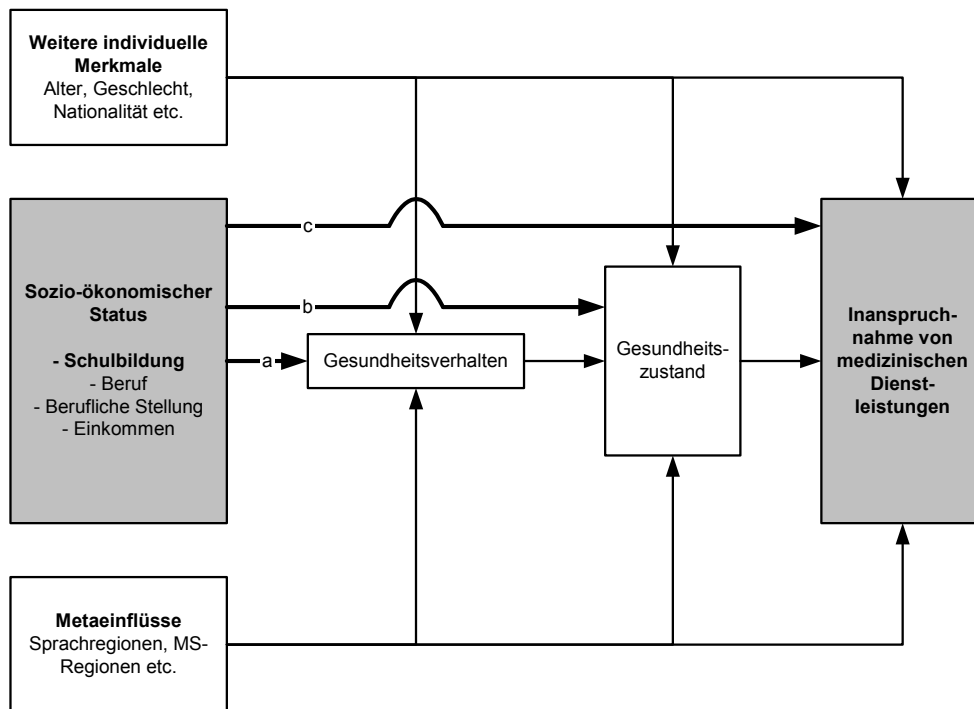 Weitere individuelle
Merkmale
Alter, Geschlecht,
Nationalität etc.
c
Sozio-ökonomischer
Status
- Schulbildung
- Beruf
- Berufliche Stellung
- Einkommen
b
a
Gesundheitsverhalten
Gesundheits-
zustand
Inanspruch-
nahme von
medizinischen
Dienst-
leistungen
Metaeinflüsse
Sprachregionen, MS-
Regionen etc.